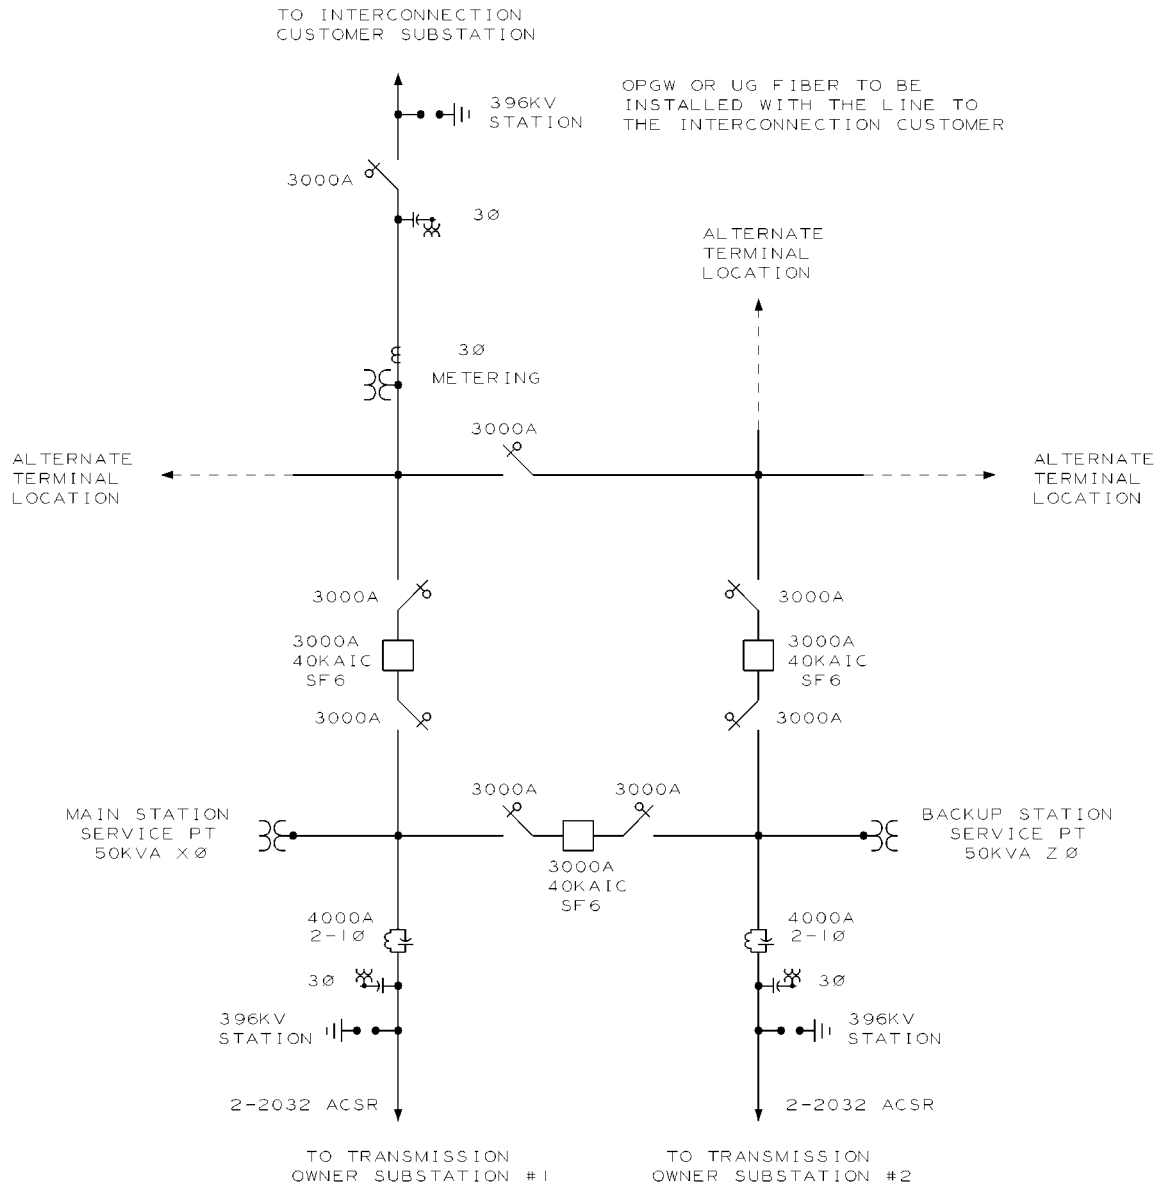 TO INTERCONNECTION
CUSTOMER SUBSTATION
OPGW OR UG FIBER TO BE
INSTALLED WITH THE LINE TO
THE INTERCONNECTION CUSTOMER
396KV
STATION
3000A
3Ø
ALTERNATE
TERMINAL
LOCATION
3Ø
METERING
3000A
ALTERNATE
TERMINAL
LOCATION
ALTERNATE
TERMINAL
LOCATION
3000A
3000A
3000A
40KAIC
SF6
3000A
40KAIC
SF6
3000A
3000A
3000A
3000A
MAIN STATION
SERVICE PT
50KVA XØ
BACKUP STATION
SERVICE PT
50KVA ZØ
3000A
40KAIC
SF6
4000A
2-1Ø
4000A
2-1Ø
3Ø
3Ø
396KV
STATION
396KV
STATION
2-2032 ACSR
2-2032 ACSR
TO TRANSMISSION
OWNER SUBSTATION #1
TO TRANSMISSION
OWNER SUBSTATION #2